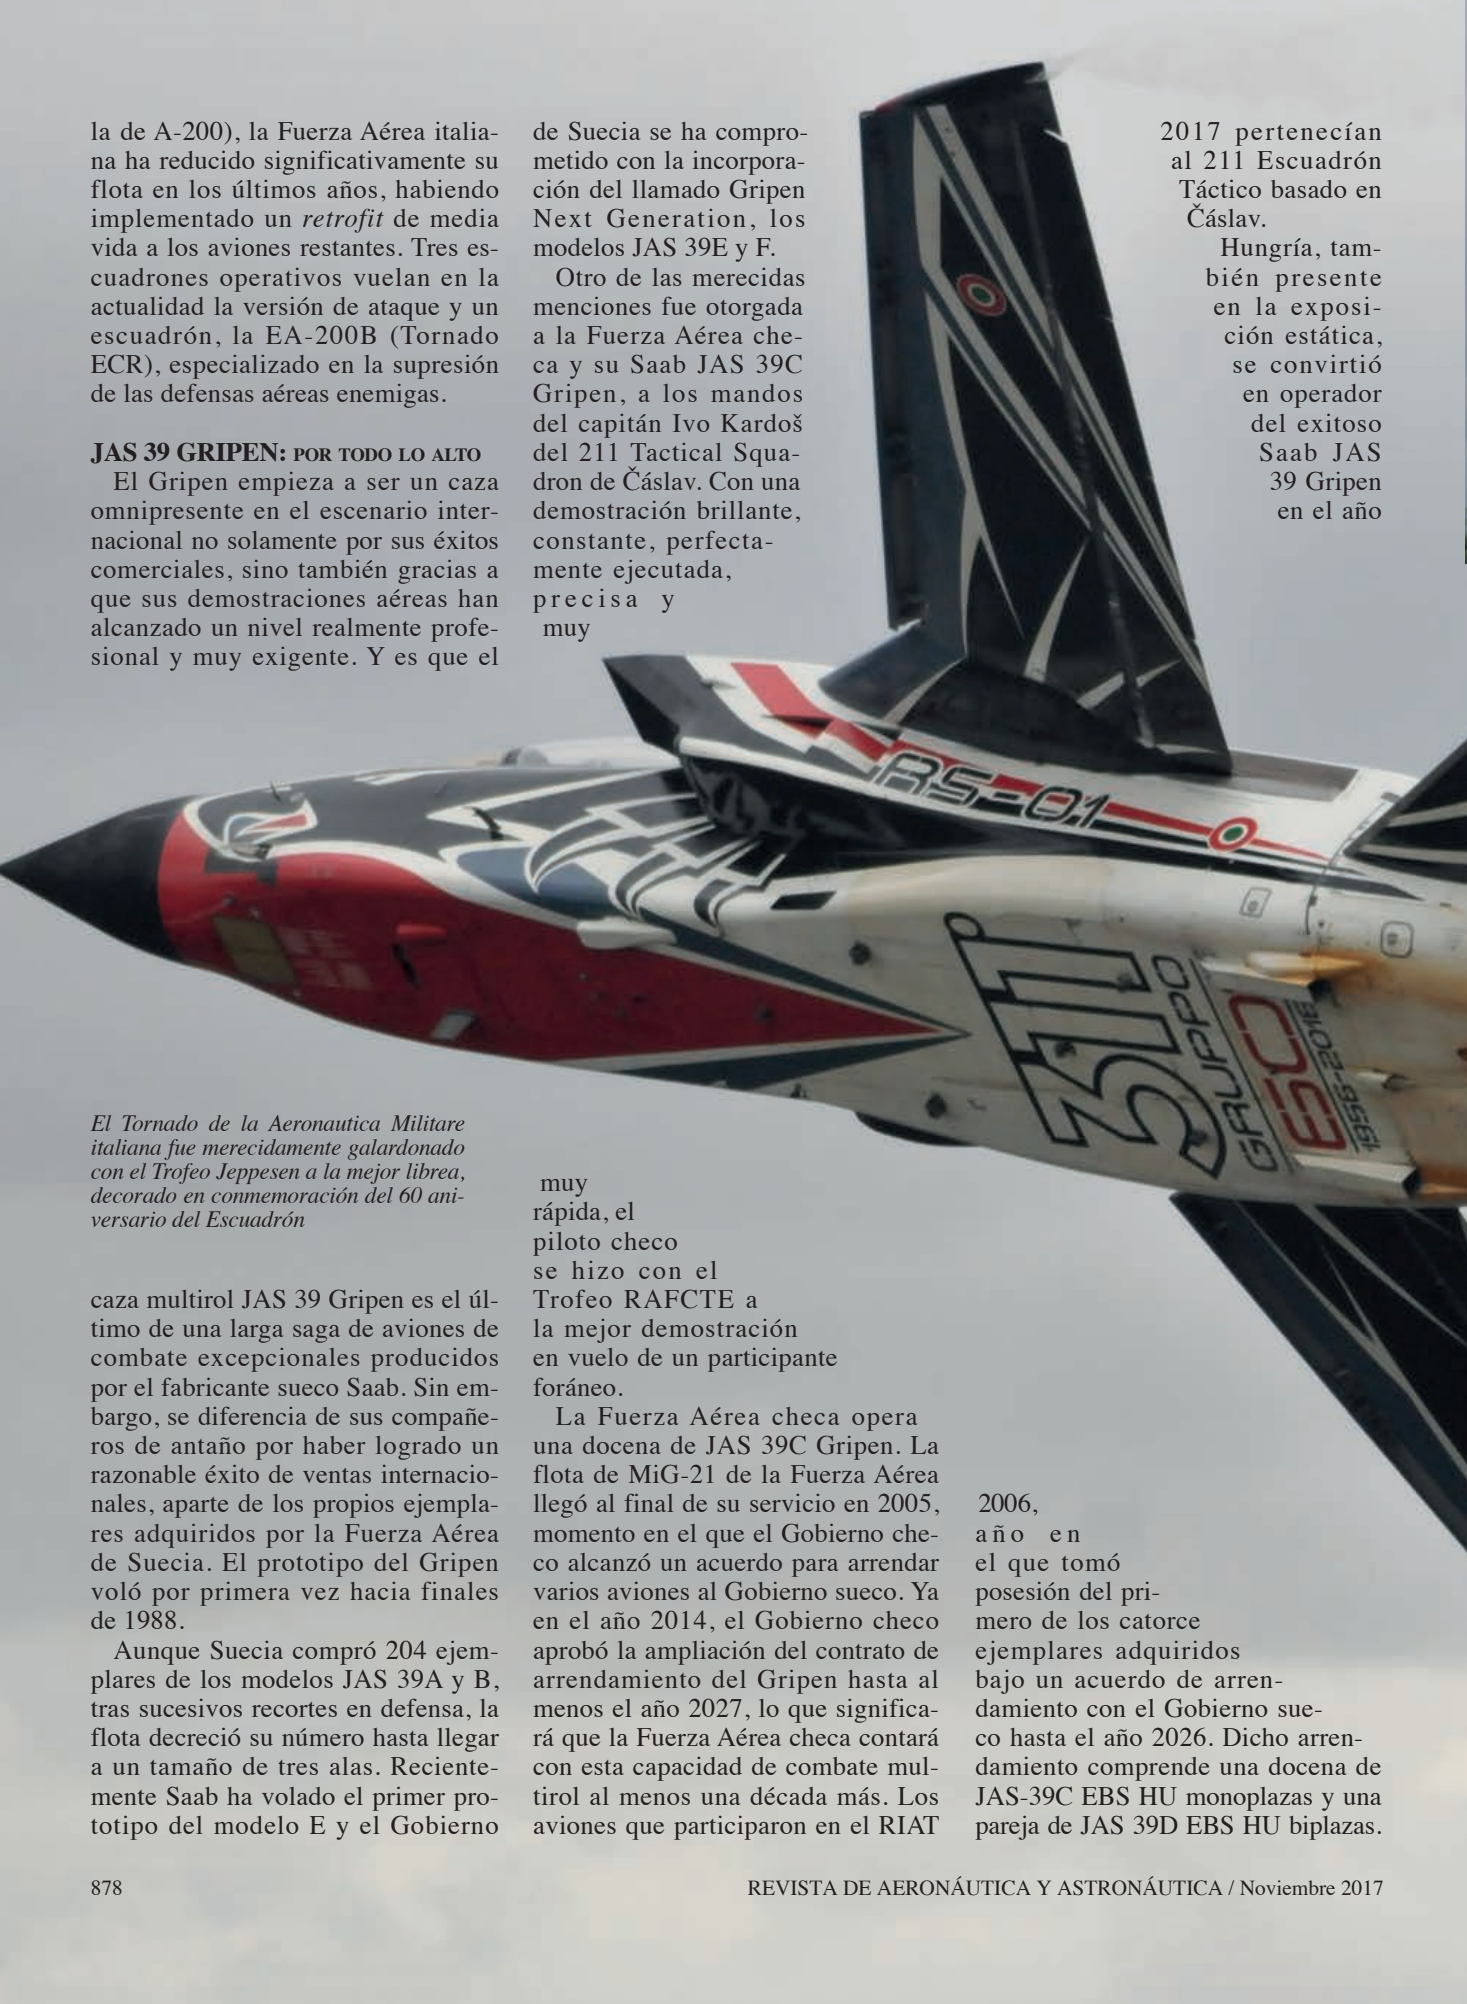 la de A-200), la Fuerza Aérea italia-
na ha reducido significativamente su
flota en los últimos años, habiendo
implementado un retrofit de media
vida a los aviones restantes. Tres es-
cuadrones operativos vuelan en la
actualidad la versión de ataque y un
escuadrón, la EA-200B (Tornado
ECR), especializado en la supresión
de las defensas aéreas enemigas.
JAS 39 GRIPEN: POR TODO LO ALTO
El Gripen empieza a ser un caza
omnipresente en el escenario inter-
nacional no solamente por sus éxitos
comerciales, sino también gracias a
que sus demostraciones aéreas han
alcanzado un nivel realmente profe-
sional y muy exigente. Y es que el
El Tornado de la Aeronautica Militare
italiana fue merecidamente galardonado
con el Trofeo Jeppesen a la mejor librea,
decorado en conmemoración del 60 ani-
versario del Escuadrón
caza multirol JAS 39 Gripen es el úl-
timo de una larga saga de aviones de
combate excepcionales producidos
por el fabricante sueco Saab. Sin em-
bargo, se diferencia de sus compañe-
ros de antaño por haber logrado un
razonable éxito de ventas internacio-
nales, aparte de los propios ejempla-
res adquiridos por la Fuerza Aérea
de Suecia. El prototipo del Gripen
voló por primera vez hacia finales
de 1988.
Aunque Suecia compró 204 ejem-
plares de los modelos JAS 39A y B,
tras sucesivos recortes en defensa, la
flota decreció su número hasta llegar
a un tamaño de tres alas. Reciente-
mente Saab ha volado el primer pro-
totipo del modelo E y el Gobierno
de Suecia se ha compro-
metido con la incorpora-
ción del llamado Gripen
Next Generation, los
modelos JAS 39E y F.
Otro de las merecidas
menciones fue otorgada
a la Fuerza Aérea che-
ca y su Saab JAS 39C
Gripen, a los mandos
del capitán Ivo Kardoš
del 211 Tactical Squa-
dron de Čáslav. Con una
demostración brillante,
constante, perfecta-
mente ejecutada,
precisa y
muy
muy
rápida, el
piloto checo
se hizo con el
Trofeo RAFCTE a
la mejor demostración
en vuelo de un participante
foráneo.
La Fuerza Aérea checa opera
una docena de JAS 39C Gripen. La
flota de MiG-21 de la Fuerza Aérea
llegó al final de su servicio en 2005,
momento en el que el Gobierno che-
co alcanzó un acuerdo para arrendar
varios aviones al Gobierno sueco. Ya
en el año 2014, el Gobierno checo
aprobó la ampliación del contrato de
arrendamiento del Gripen hasta al
menos el año 2027, lo que significa-
rá que la Fuerza Aérea checa contará
con esta capacidad de combate mul-
tirol al menos una década más. Los
aviones que participaron en el RIAT
2017 pertenecían
al 211 Escuadrón
Táctico basado en
Čáslav.
Hungría, tam-
bién presente
en la exposi-
ción estática,
se convirtió
en operador
del exitoso
Saab JAS
39 Gripen
en el año
2006,
año en
el que tomó
posesión del pri-
mero de los catorce
ejemplares adquiridos
bajo un acuerdo de arren-
damiento con el Gobierno sue-
co hasta el año 2026. Dicho arren-
damiento comprende una docena de
JAS-39C EBS HU monoplazas y una
pareja de JAS 39D EBS HU biplazas.
RS-01
311°
GRUPPO
60
1956-2016
878
REVISTA DE AERONÁUTICA Y ASTRONÁUTICA / Noviembre 2017